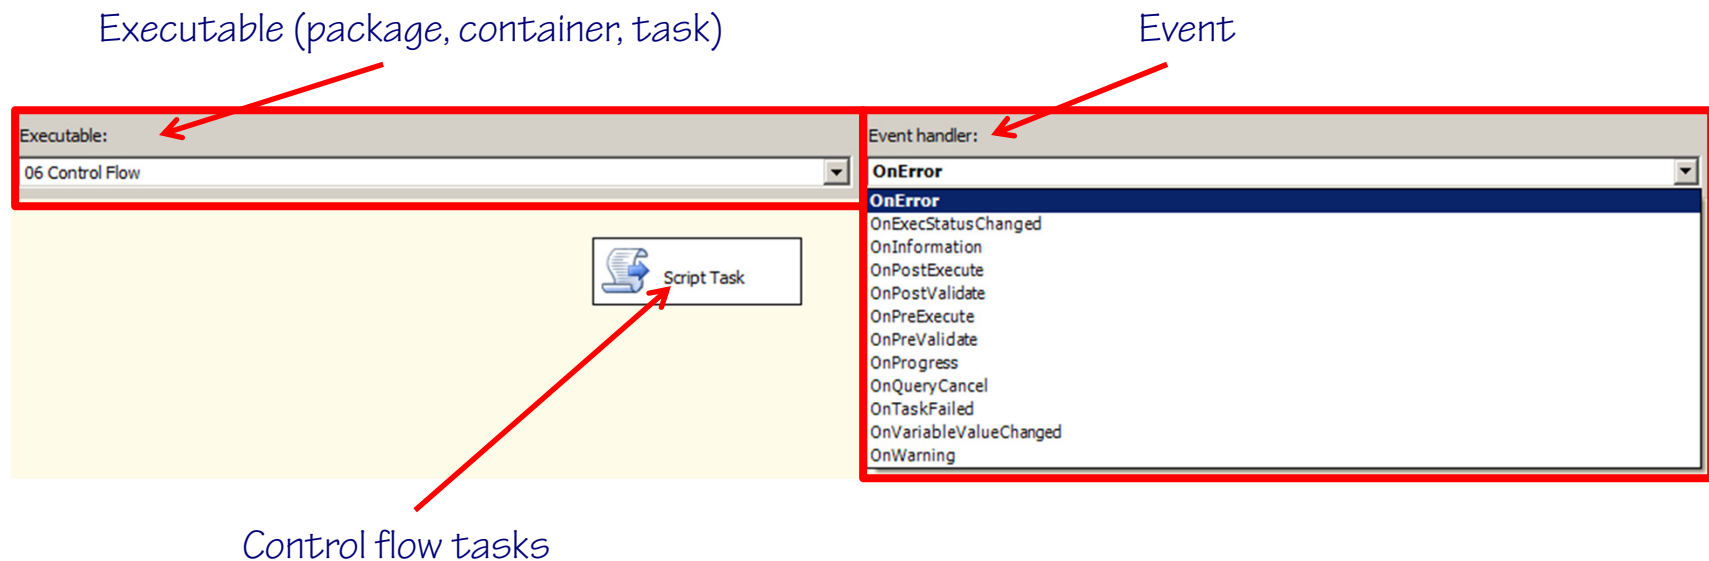 Executable (package, container, task)
Event
Executable:
Event handler:
06 Control Flow
OnError
OnError
OnExecStatusChanged
OnInformation
OnPostExecute
OnPostValidate
OnPreExecute
OnPreValidate
OnProgress
OnQueryCancel
OnTaskFailed
OnVariableValueChanged
OnWarning
Script Task
Control flow tasks